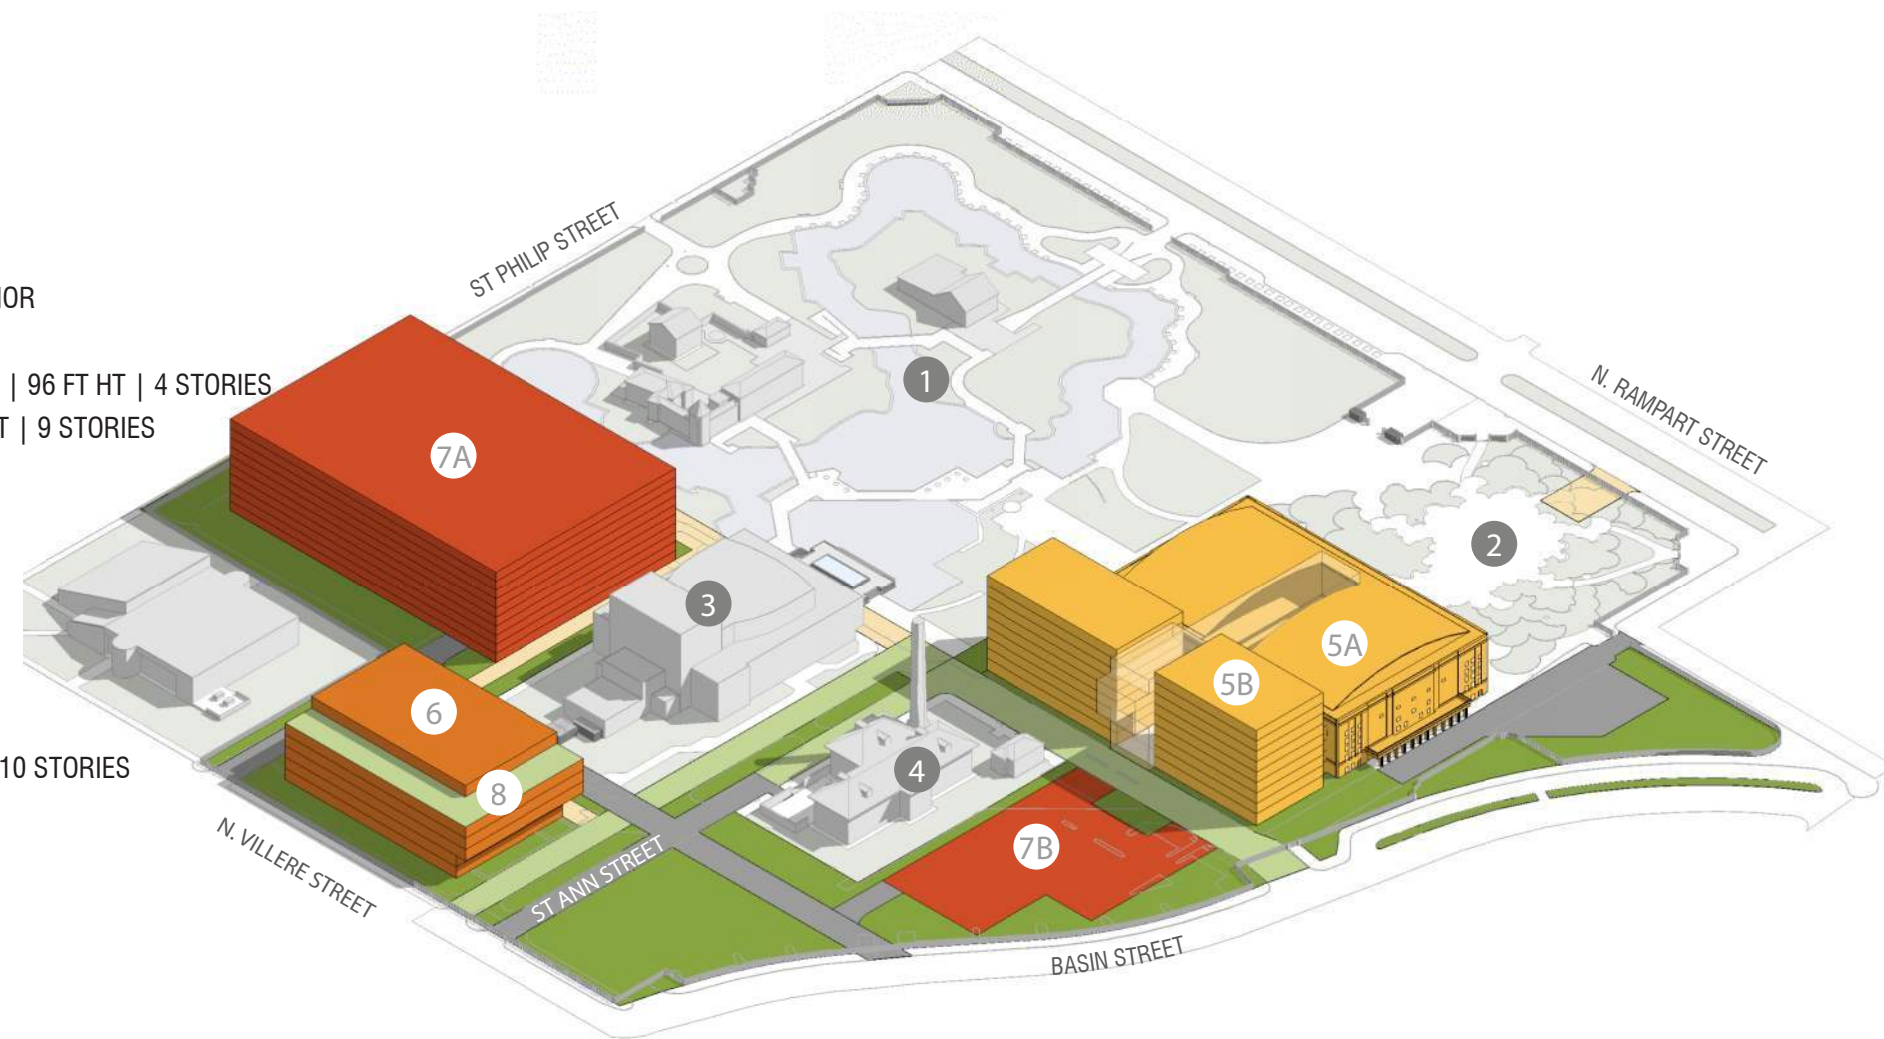 ST PHILIP STREET
IOR
| 96 FT HT | 4 STORIES
T | 9 STORIES
1
N. RAMPART STREET
7A
2
3
5A
5B
6
10 STORIES
8
4
N. VILLERE STREET
ST ANN STREET
7B
BASIN STREET